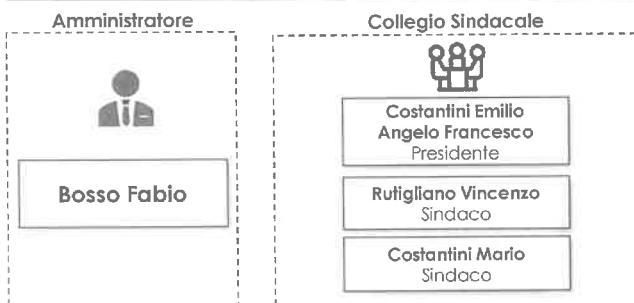 Amministratore
Bosso Fabio
Collegio Sindacale
Costantini Emilio
Angelo Francesco
Presidente
Rutigliano Vincenzo
Sindaco
Costantini Mario
Sindaco